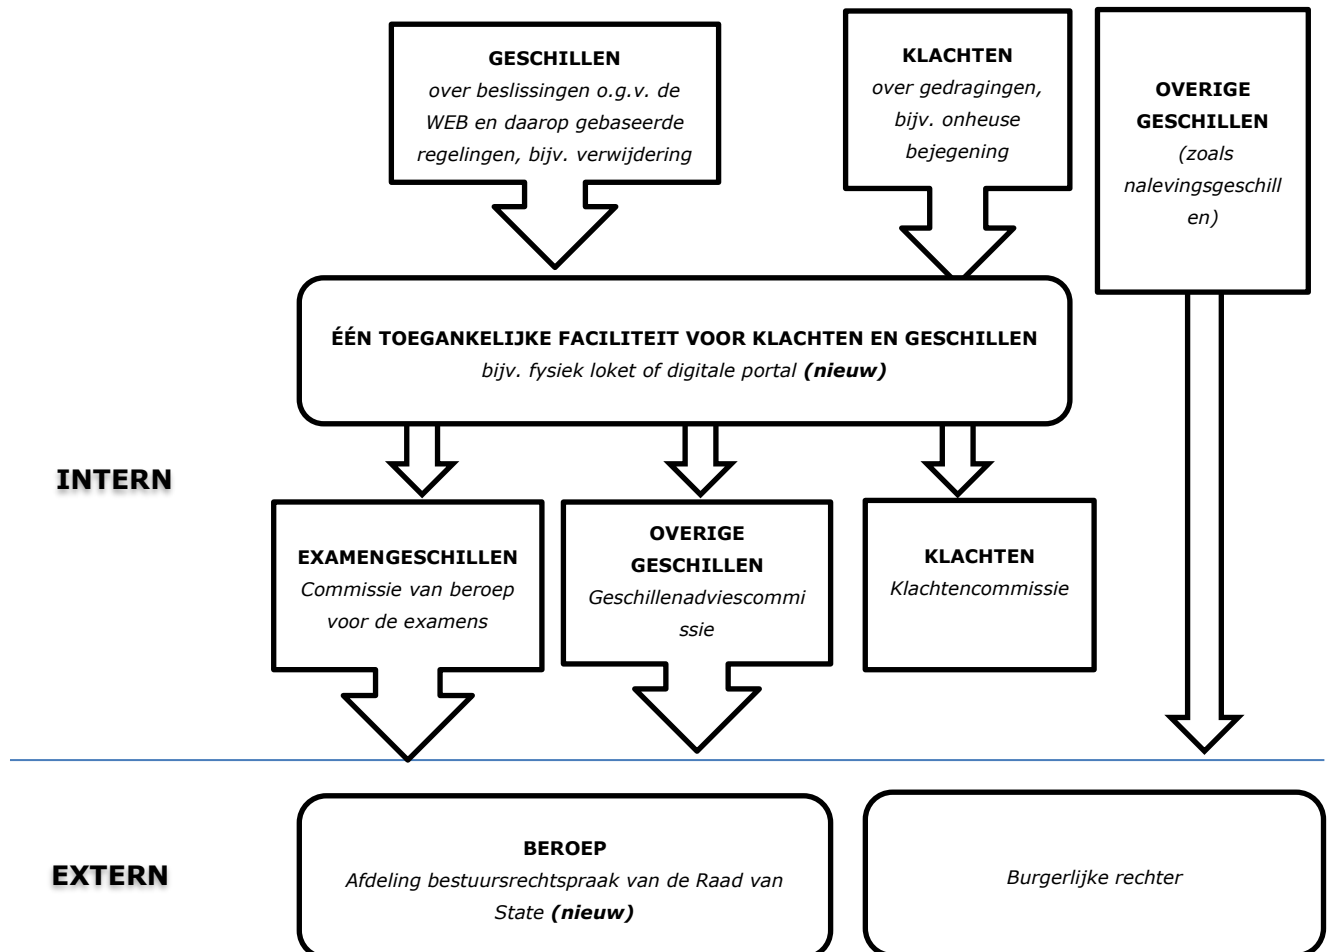 GESCHILLEN
over beslissingen o.g.v. de
WEB en daarop gebaseerde
regelingen, bijv. verwijdering
KLACHTEN
over gedragingen,
bijv. onheuse
bejegening
OVERIGE
GESCHILLEN
(zoals
nalevingsgeschill
en)
ÉÉN TOEGANKELIJKE FACILITEIT VOOR KLACHTEN EN GESCHILLEN
bijv. fysiek loket of digitale portal (nieuw)
INTERN
EXAMENGESCHILLEN
Commissie van beroep
voor de examens
OVERIGE
GESCHILLEN
Geschillenadviescommi
ssie
KLACHTEN
Klachtencommissie
EXTERN
BEROEP
Afdeling bestuursrechtspraak van de Raad van
State (nieuw)
Burgerlijke rechter